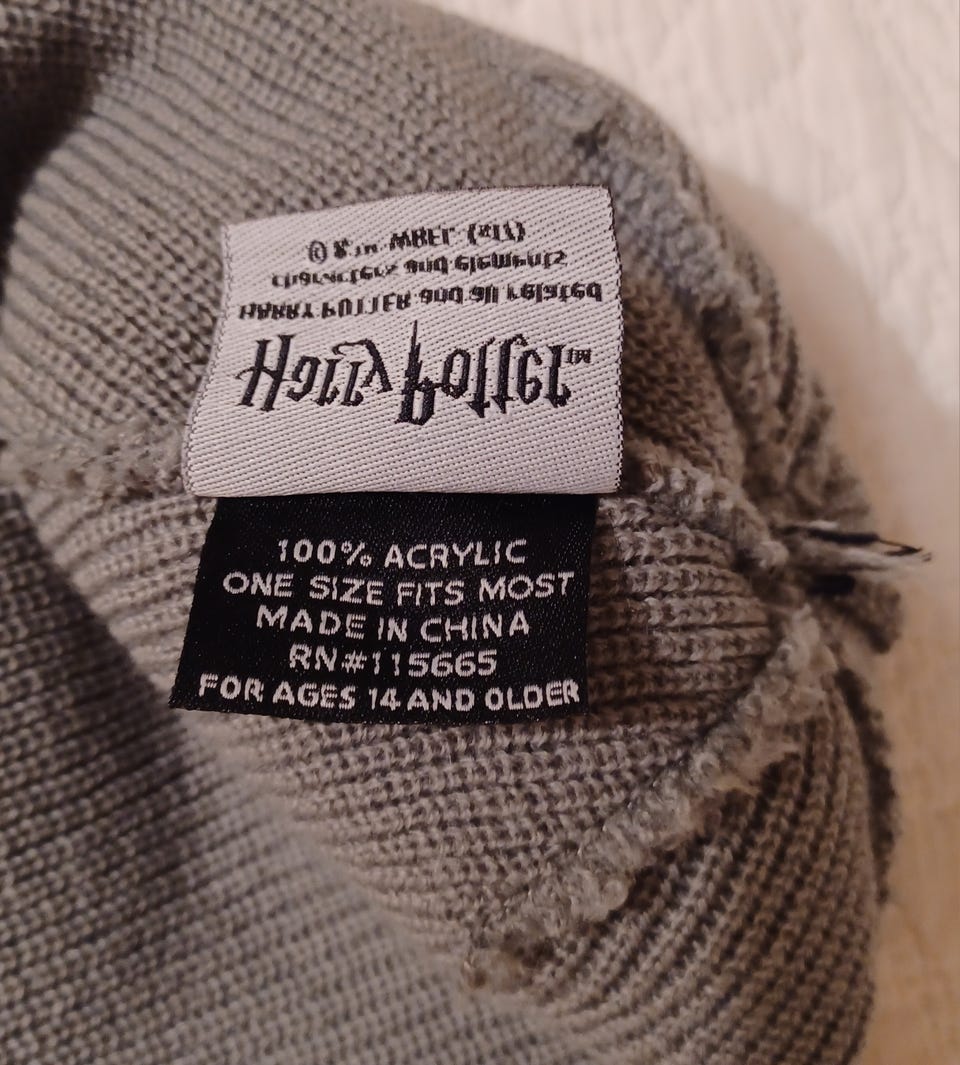 Harry Potter™
HARRY POTTER and all related
characters and elements
© & ™ WBEI.
100% ACRYLIC
ONE SIZE FITS MOST
MADE IN CHINA
RN#115665
FOR AGES 14 AND OLDER